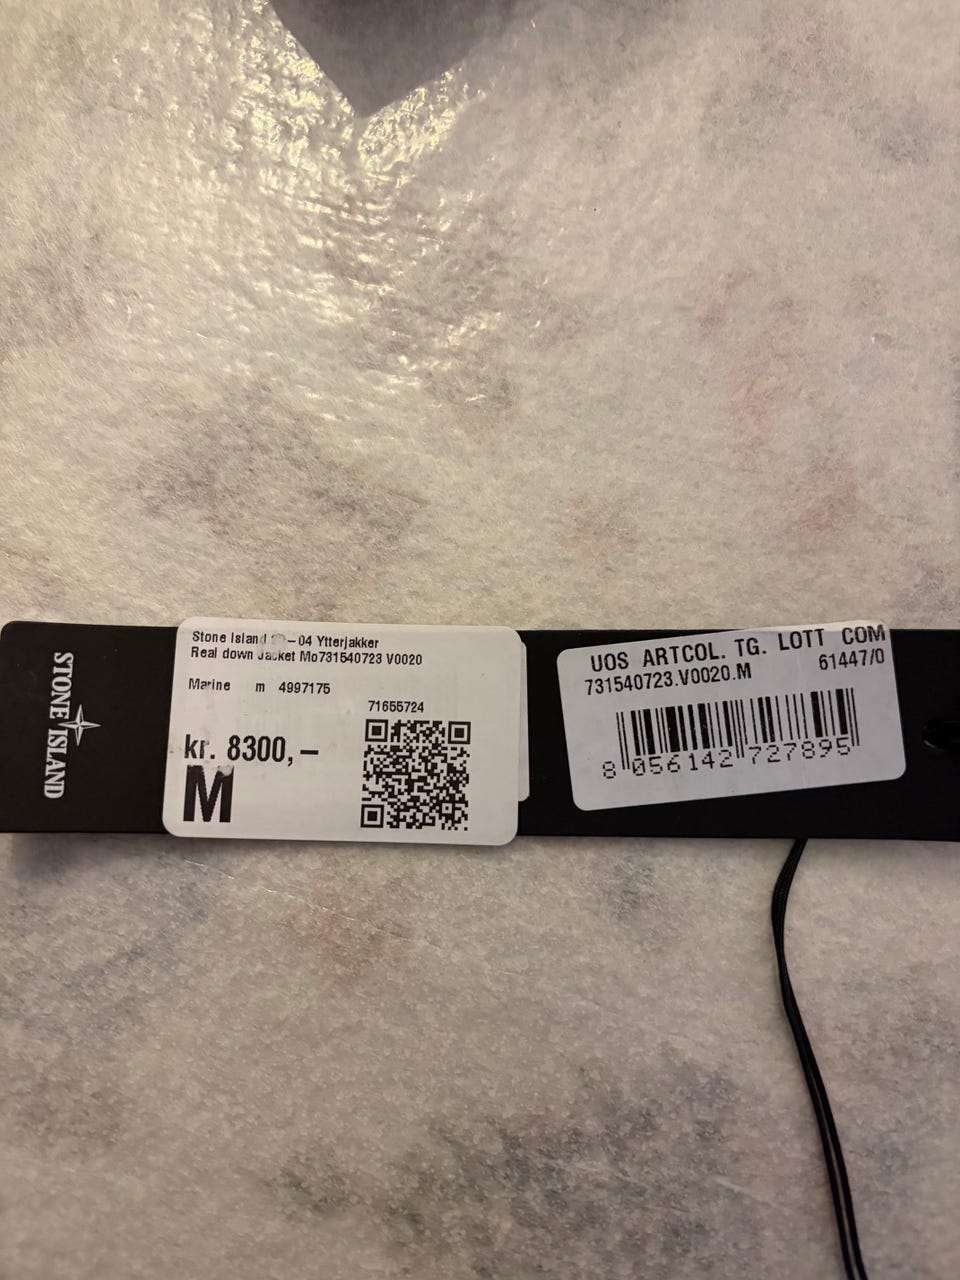 STONE ISLAND
Stone Island – 04 Ytterjakker
Real down Jacket Mo731540723 V0020
Marine m 4997175
71655724
kr. 8300,–
M
UOS ARTCOL. TG. LOTT COM
731540723.V0020.M 61447/0
8 056142 727895